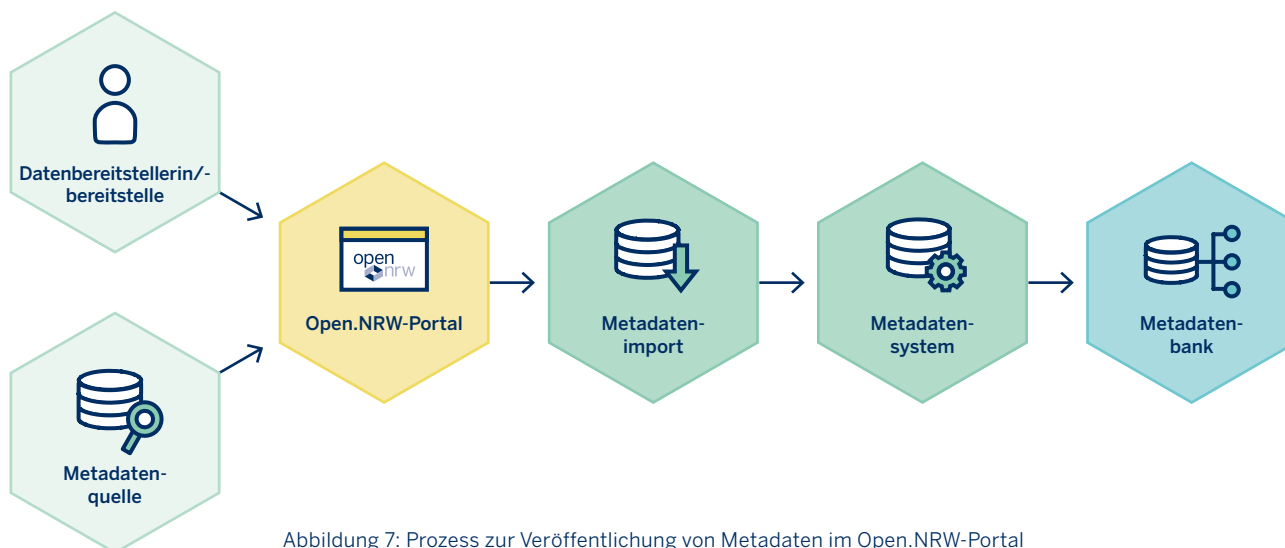 Datenbereitstellerin/-
bereitstelle
open
nrw
Open.NRW-Portal
Metadaten-
import
Metadaten-
system
Metadaten-
bank
Metadaten-
quelle
Abbildung 7: Prozess zur Veröffentlichung von Metadaten im Open.NRW-Portal